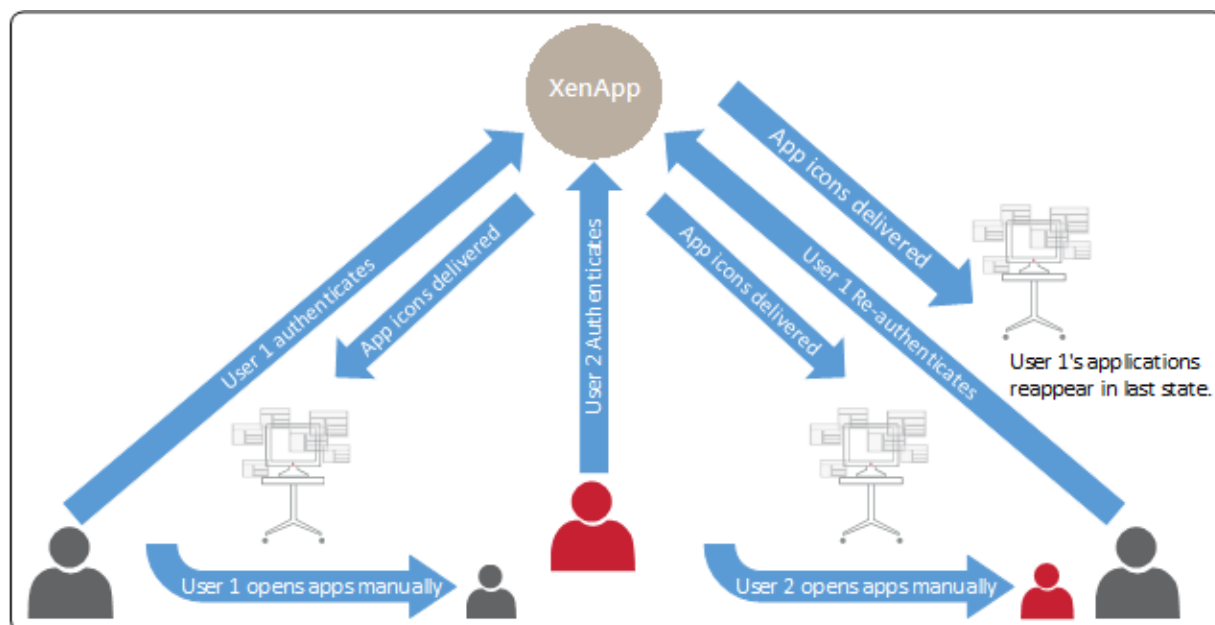 XenApp
User 1 authenticates
App icons delivered
User 2 Authenticates
App icons delivered
User 1 Re-authenticates
App icons delivered
User 1's applications
reappear in last state.
User 1 opens apps manually
User 2 opens apps manually